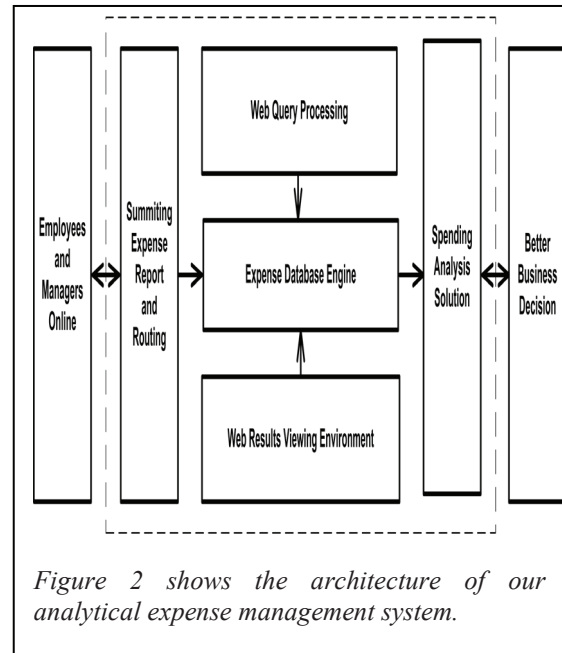 Web Query Processing
Employees
and
Managers
Online
Summiting
Expense
Report
and
Routing
Expense Database Engine
Spending
Analysis
Solution
Better
Business
Decision
Web Results Viewing Environment
Figure 2 shows the architecture of our
analytical expense management system.